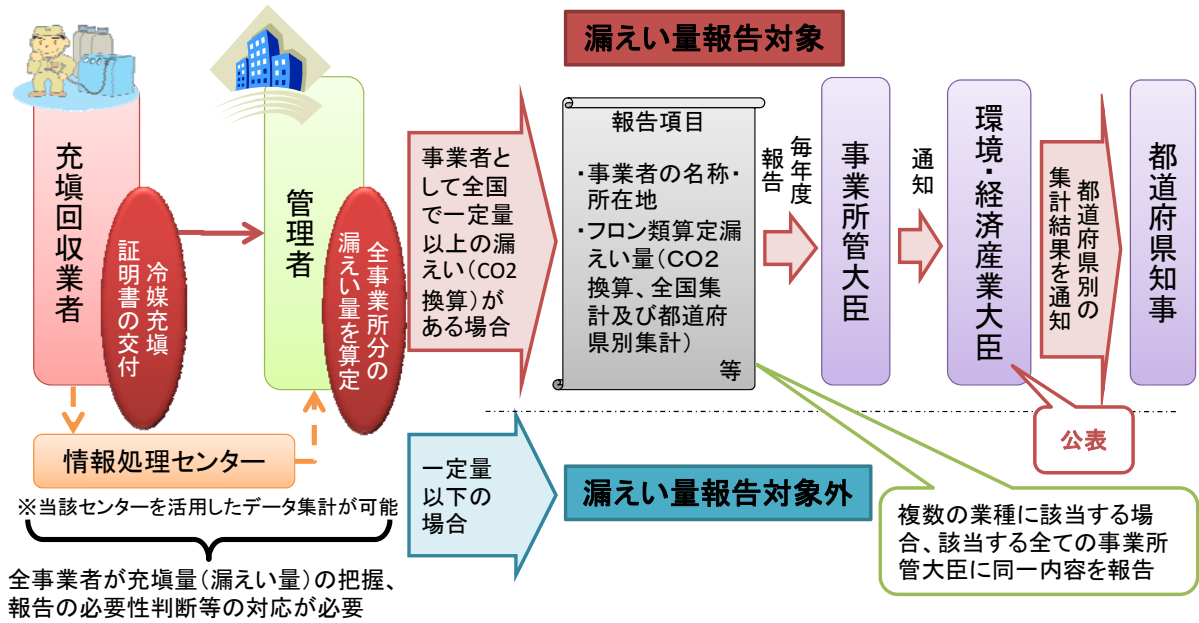 漏えい量報告対象
充塡回収業者
冷媒充塡
証明書の交付
管理者
全事業所分の
漏えい量を算定
事業者と
して全国
で一定量
以上の漏
えい(CO2
換算)が
ある場合
報告項目
・事業者の名称・
所在地
・フロン類算定漏
えい量(CO2
換算、全国集
計及び都道府
県別集計)
等
毎年度
報告
事業所管大臣
通知
環境・経済産業大臣
都道府県別の
集計結果を通知
都道府県知事
公表
情報処理センター
※当該センターを活用したデータ集計が可能
全事業者が充塡量(漏えい量)の把握、
報告の必要性判断等の対応が必要
一定量
以下の
場合
漏えい量報告対象外
複数の業種に該当する場
合、該当する全ての事業所
管大臣に同一内容を報告